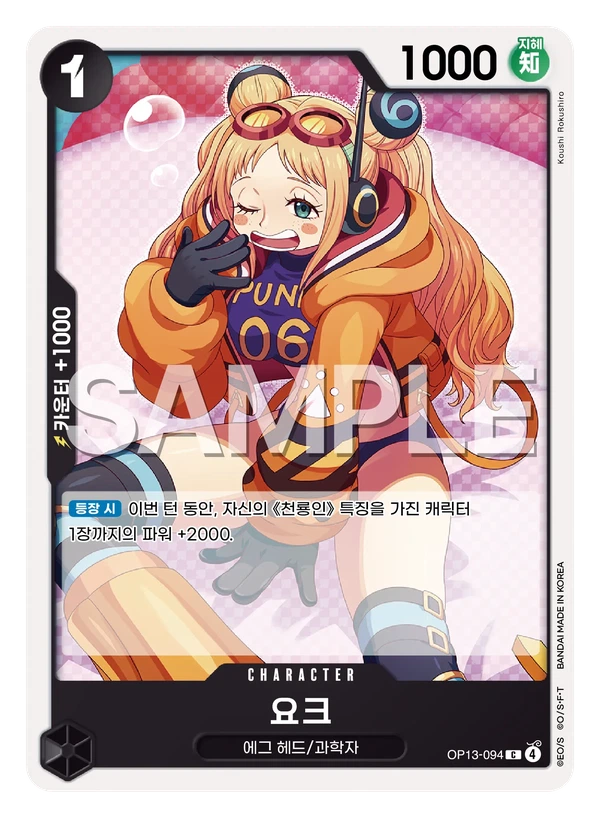 1
1000
지혜
知
Koushi Rokushiro
6
PUN
06
카운터 +1000
SAMPLE
등장 시 이번 턴 동안, 자신의 《천룡인》 특징을 가진 캐릭터
1장까지의 파워 +2000.
CHARACTER
요크
에그 헤드/과학자
OP13-094 C 4
©EO/S ©O/S·F·T BANDAI MADE IN KOREA